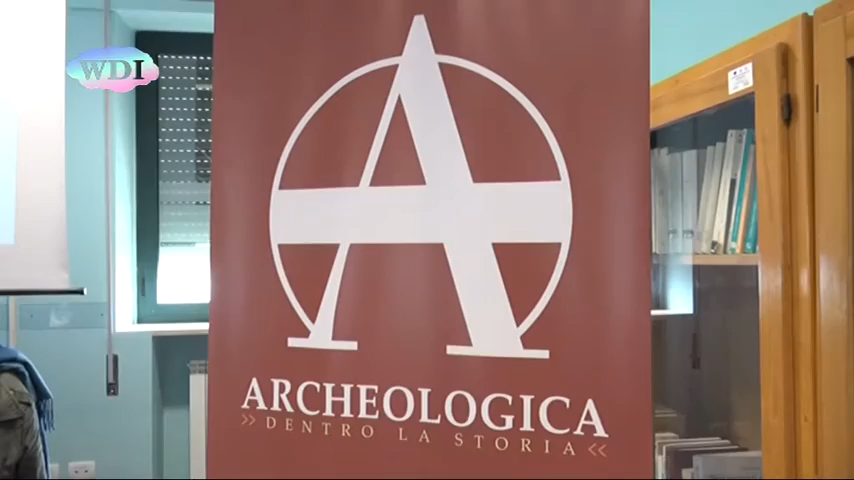 WDI
A
ARCHEOLOGICA
>> DENTRO LA STORIA <<